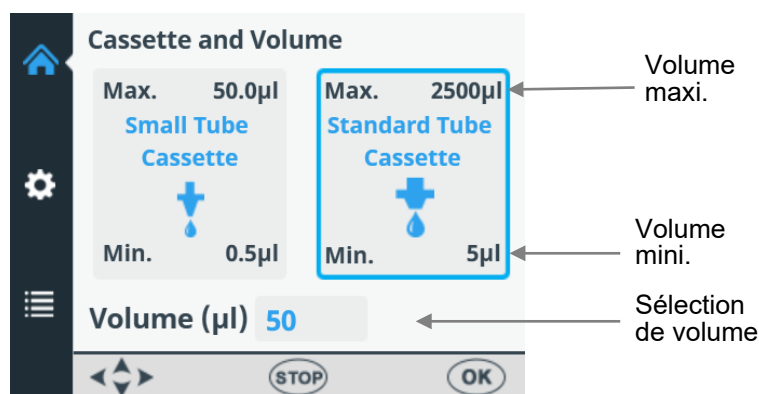 Cassette and Volume
Max. 50.0µl
Small Tube
Cassette
Min. 0.5µl
Max. 2500µl
Standard Tube
Cassette
Min. 5µl
Volume (µl) 50
STOP
OK
Volume
maxi.
Volume
mini.
Sélection
de volume